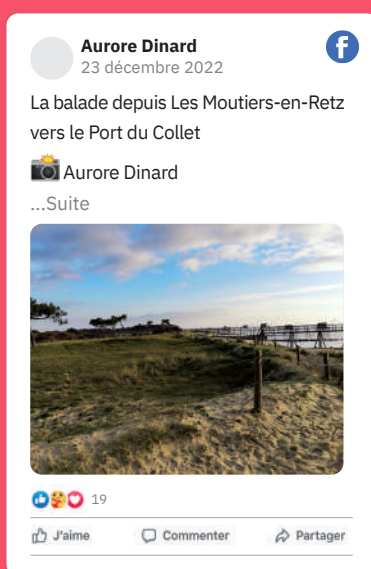 Aurore Dinard
23 décembre 2022
La balade depuis Les Moutiers-en-Retz
vers le Port du Collet
Aurore Dinard
...Suite
19
J'aime Commenter Partager